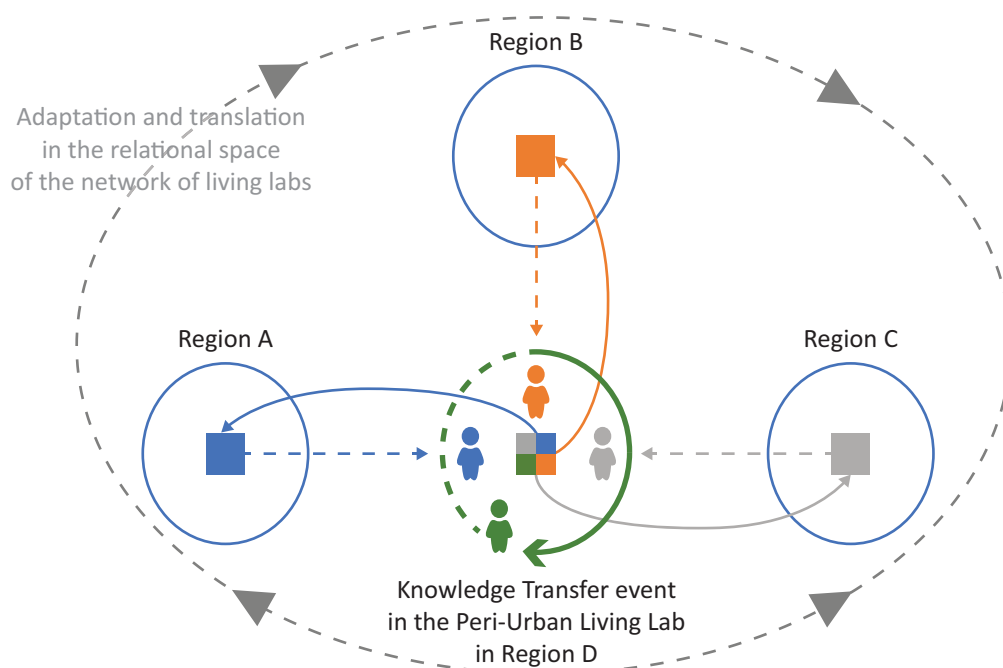 Region B
Adaptation and translation
in the relational space
of the network of living labs
Region A
Region C
Knowledge Transfer event
in the Peri-Urban Living Lab
in Region D